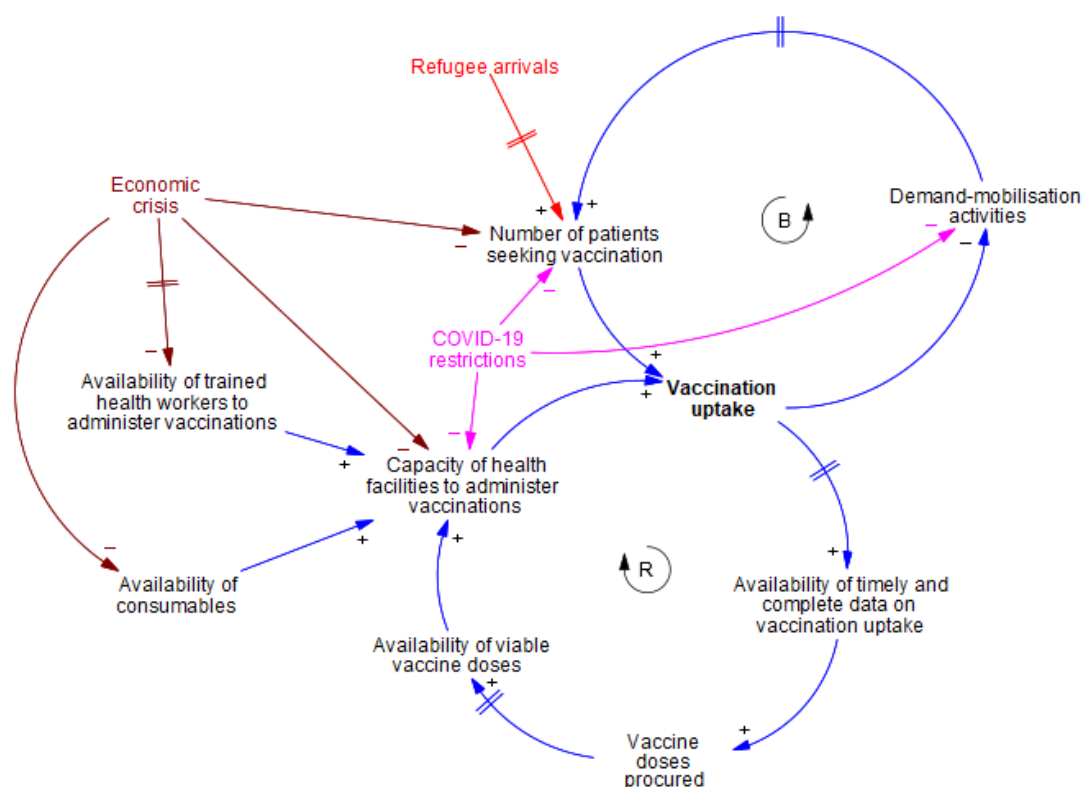 Refugee arrivals
Economic
crisis
Demand-mobilisation
activities
+
+
−
−
B
−
Number of patients
seeking vaccination
−
COVID-19
restrictions
−
+
Availability of trained
health workers to
administer vaccinations
Vaccination
uptake
+
−
−
+
Capacity of health
facilities to administer
vaccinations
+
+
−
+
R
Availability of
consumables
Availability of timely and
complete data on
vaccination uptake
Availability of viable
vaccine doses
+
+
Vaccine
doses
procured